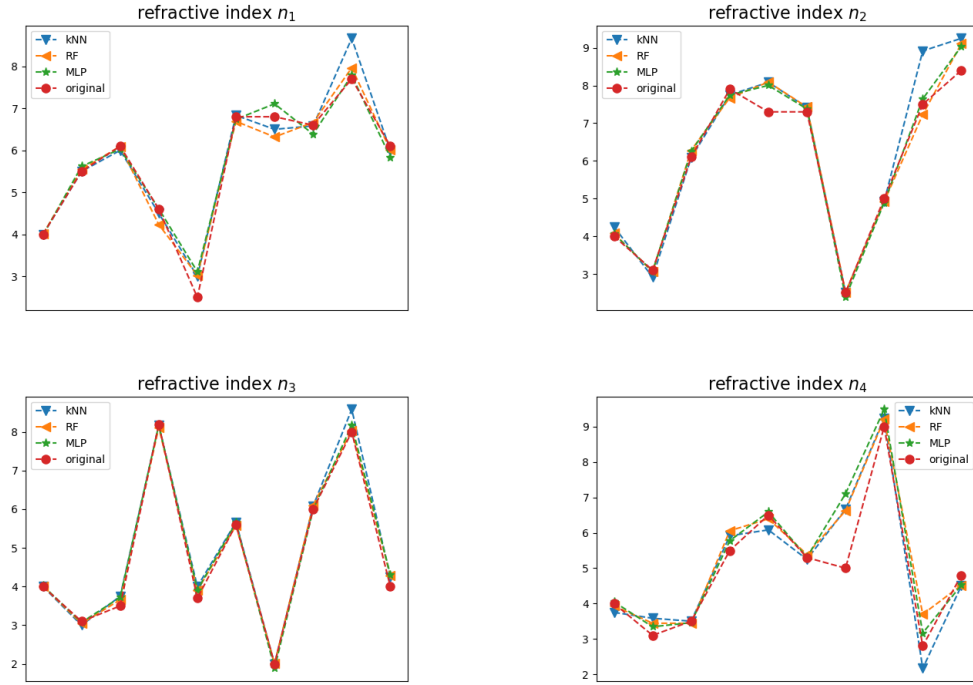 refractive index n₁
kNN
RF
MLP
original
8
7
6
5
4
3
refractive index n₂
kNN
RF
MLP
original
9
8
7
6
5
4
3
refractive index n₃
kNN
RF
MLP
original
8
7
6
5
4
3
2
refractive index n₄
kNN
RF
MLP
original
9
8
7
6
5
4
3
2